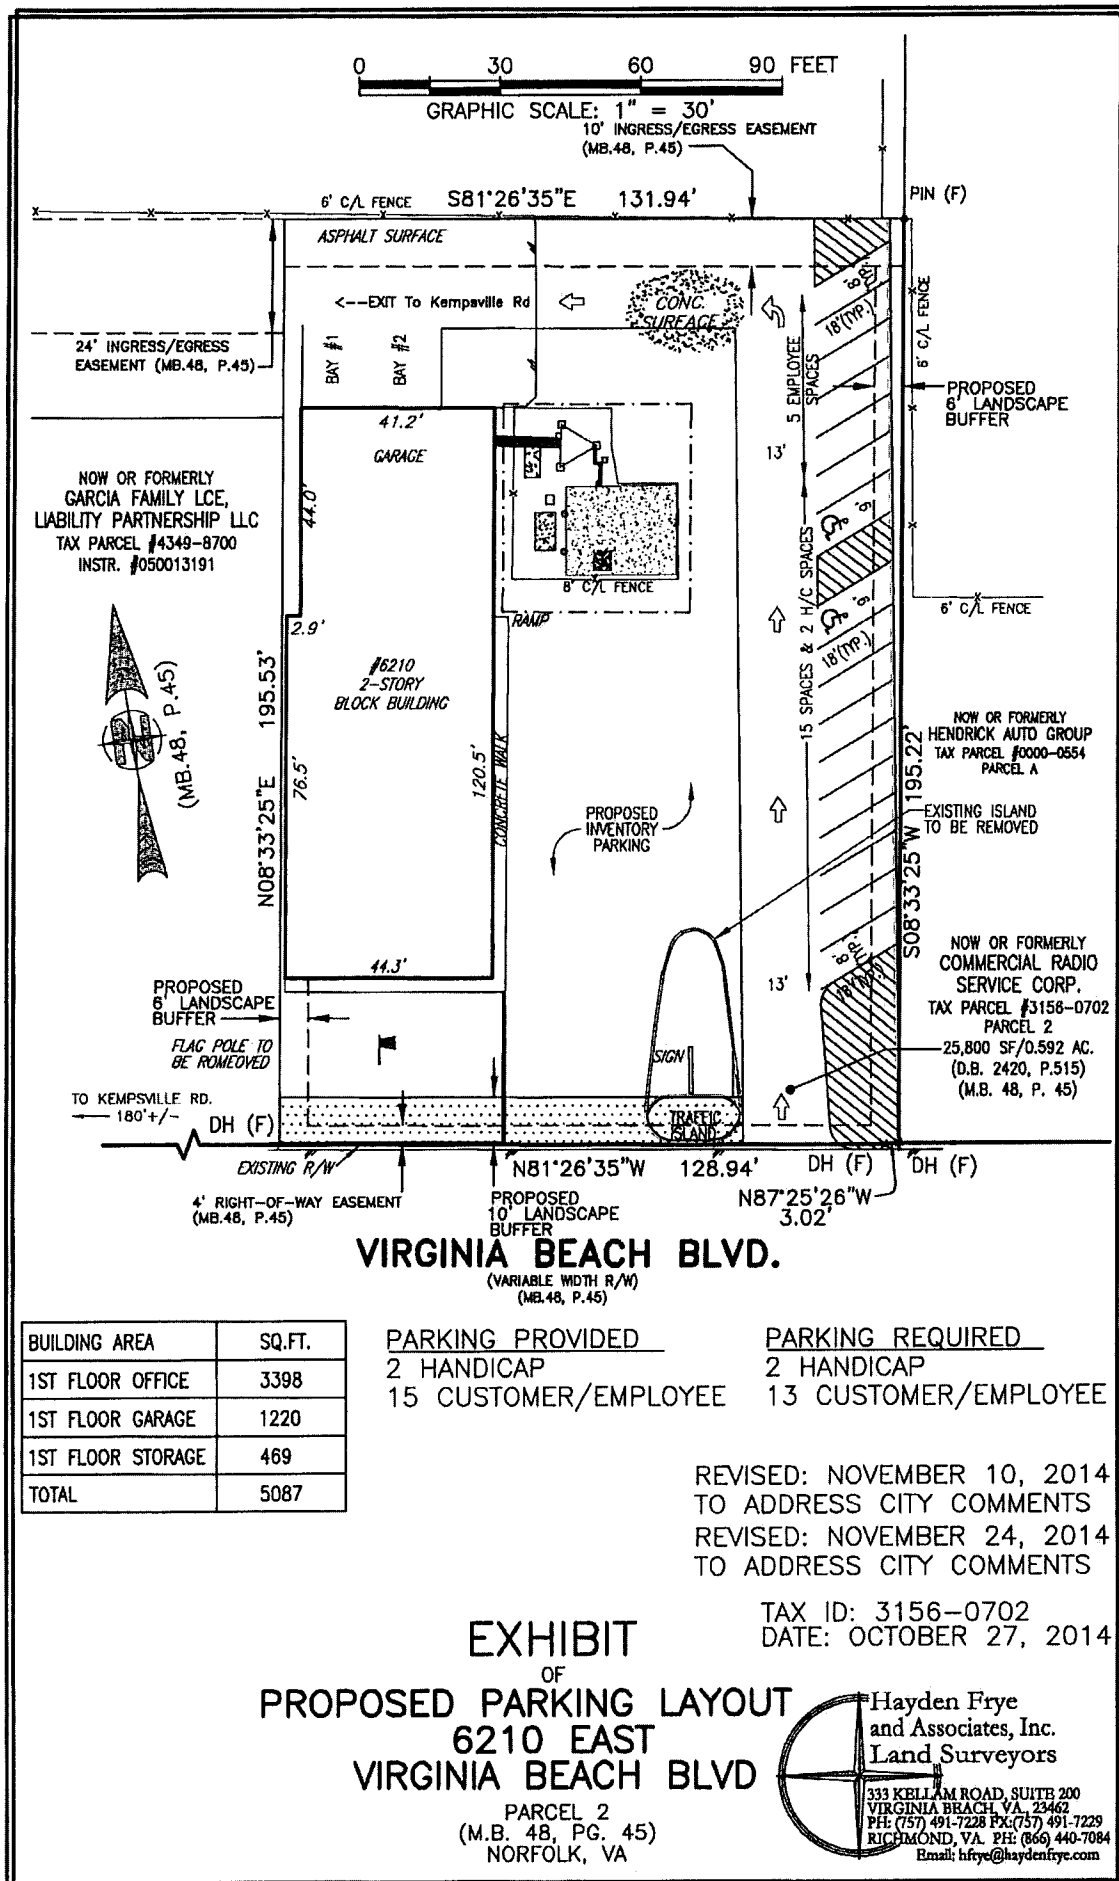 0 30 60 90 FEET
GRAPHIC SCALE: 1" = 30'
10' INGRESS/EGRESS EASEMENT
(MB.48, P.45)
6' C/L FENCE
S81°26'35"E 131.94'
PIN (F)
ASPHALT SURFACE
<--EXIT To Kempsville Rd
CONC.
SURFACE
8'
TYP.
18'(TYP.)
6' C/L FENCE
24' INGRESS/EGRESS
EASEMENT (MB.48, P.45)
BAY #1
BAY #2
5 EMPLOYEE
SPACES
PROPOSED
6' LANDSCAPE
BUFFER
41.2'
GARAGE
13'
NOW OR FORMERLY
GARCIA FAMILY LCE,
LIABILITY PARTNERSHIP LLC
TAX PARCEL #4349-8700
INSTR. #050013191
44.0'
15 SPACES & 2 H/C SPACES
8' C/L FENCE
6' C/L FENCE
RAMP
2.9'
18'(TYP.)
#6210
2-STORY
BLOCK BUILDING
(MB.48, P.45)
N08°33'25"E 195.53'
76.5'
120.5'
CONCRETE WALK
NOW OR FORMERLY
HENDRICK AUTO GROUP
TAX PARCEL #0000-0554
PARCEL A
S08°33'25"W 195.22'
PROPOSED
INVENTORY
PARKING
EXISTING ISLAND
TO BE REMOVED
44.3'
13'
8'
TYP.
18'(TYP.)
NOW OR FORMERLY
COMMERCIAL RADIO
SERVICE CORP.
TAX PARCEL #3156-0702
PARCEL 2
25,800 SF/0.592 AC.
(D.B. 2420, P.515)
(M.B. 48, P. 45)
PROPOSED
6' LANDSCAPE
BUFFER
FLAG POLE TO
BE ROMEOVED
SIGN
TO KEMPSVILLE RD.
180'+/-
DH (F)
TRAFFIC
ISLAND
EXISTING R/W
N81°26'35"W 128.94'
DH (F)
DH (F)
N87°25'26"W
3.02'
4' RIGHT-OF-WAY EASEMENT
(MB.48, P.45)
PROPOSED
10' LANDSCAPE
BUFFER
VIRGINIA BEACH BLVD.
(VARIABLE WIDTH R/W)
(MB.48, P.45)
BUILDING AREA SQ.FT.
1ST FLOOR OFFICE 3398
1ST FLOOR GARAGE 1220
1ST FLOOR STORAGE 469
TOTAL 5087
PARKING PROVIDED
2 HANDICAP
15 CUSTOMER/EMPLOYEE
PARKING REQUIRED
2 HANDICAP
13 CUSTOMER/EMPLOYEE
REVISED: NOVEMBER 10, 2014
TO ADDRESS CITY COMMENTS
REVISED: NOVEMBER 24, 2014
TO ADDRESS CITY COMMENTS
TAX ID: 3156-0702
DATE: OCTOBER 27, 2014
EXHIBIT
OF
PROPOSED PARKING LAYOUT
6210 EAST
VIRGINIA BEACH BLVD
PARCEL 2
(M.B. 48, PG. 45)
NORFOLK, VA
Hayden Frye
and Associates, Inc.
Land Surveyors
333 KELLAM ROAD, SUITE 200
VIRGINIA BEACH, VA. 23462
PH: (757) 491-7228 FX:(757) 491-7229
RICHMOND, VA. PH: (866) 440-7084
Email: hfrye@haydenfrye.com